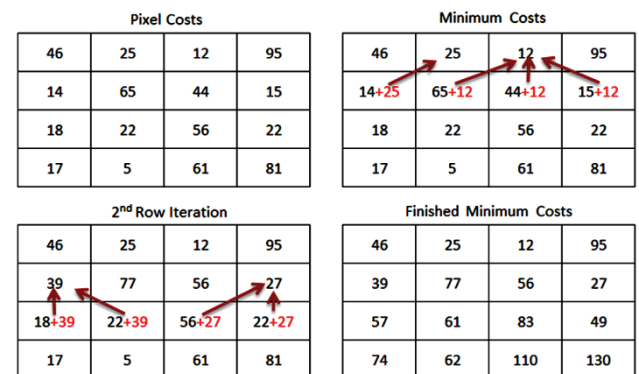 Pixel Costs
46 25 12 95
14 65 44 15
18 22 56 22
17 5 61 81
Minimum Costs
46 25 12 95
14+25 65+12 44+12 15+12
18 22 56 22
17 5 61 81
2nd Row Iteration
46 25 12 95
39 77 56 27
18+39 22+39 56+27 22+27
17 5 61 81
Finished Minimum Costs
46 25 12 95
39 77 56 27
57 61 83 49
74 62 110 130